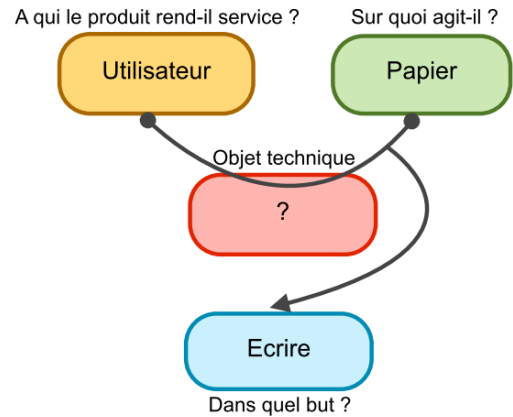 A qui le produit rend-il service ?
Sur quoi agit-il ?
Utilisateur
Papier
Objet technique
?
Ecrire
Dans quel but ?